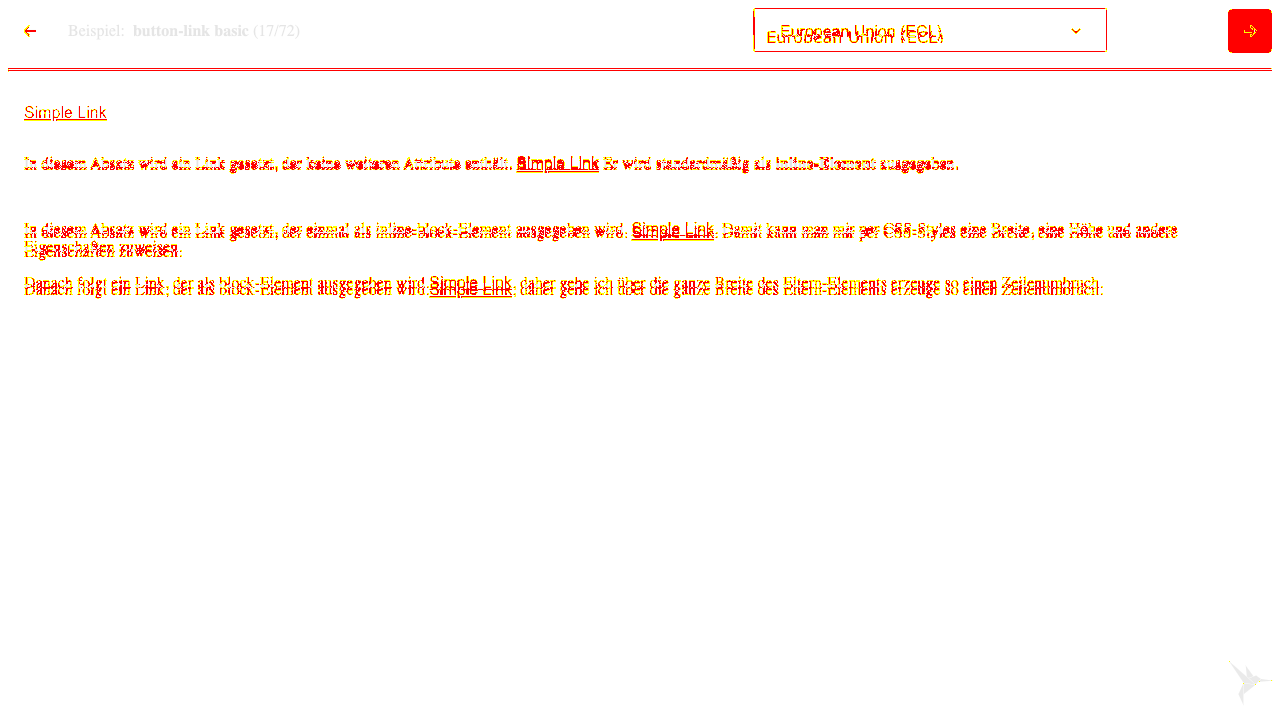 Beispiel: button-link basic (17/72)
European Union (ECL)
Simple Link
In diesem Absatz wird ein Link gesetzt, der keine weiteren Attribute enthält. Simple Link Er wird standardmäßig als Inline-Element ausgegeben.
In diesem Absatz wird ein Link gesetzt, der einmal als inline-block-Element ausgegeben wird. Simple Link. Damit kann man mir per CSS-Styles eine Breite, eine Höhe und andere
Eigenschaften zuweisen.
Danach folgt ein Link, der als block-Element ausgegeben wird.Simple Link, daher gehe ich über die ganze Breite des Eltern-Elements erzeuge so einen Zeilenumbruch.